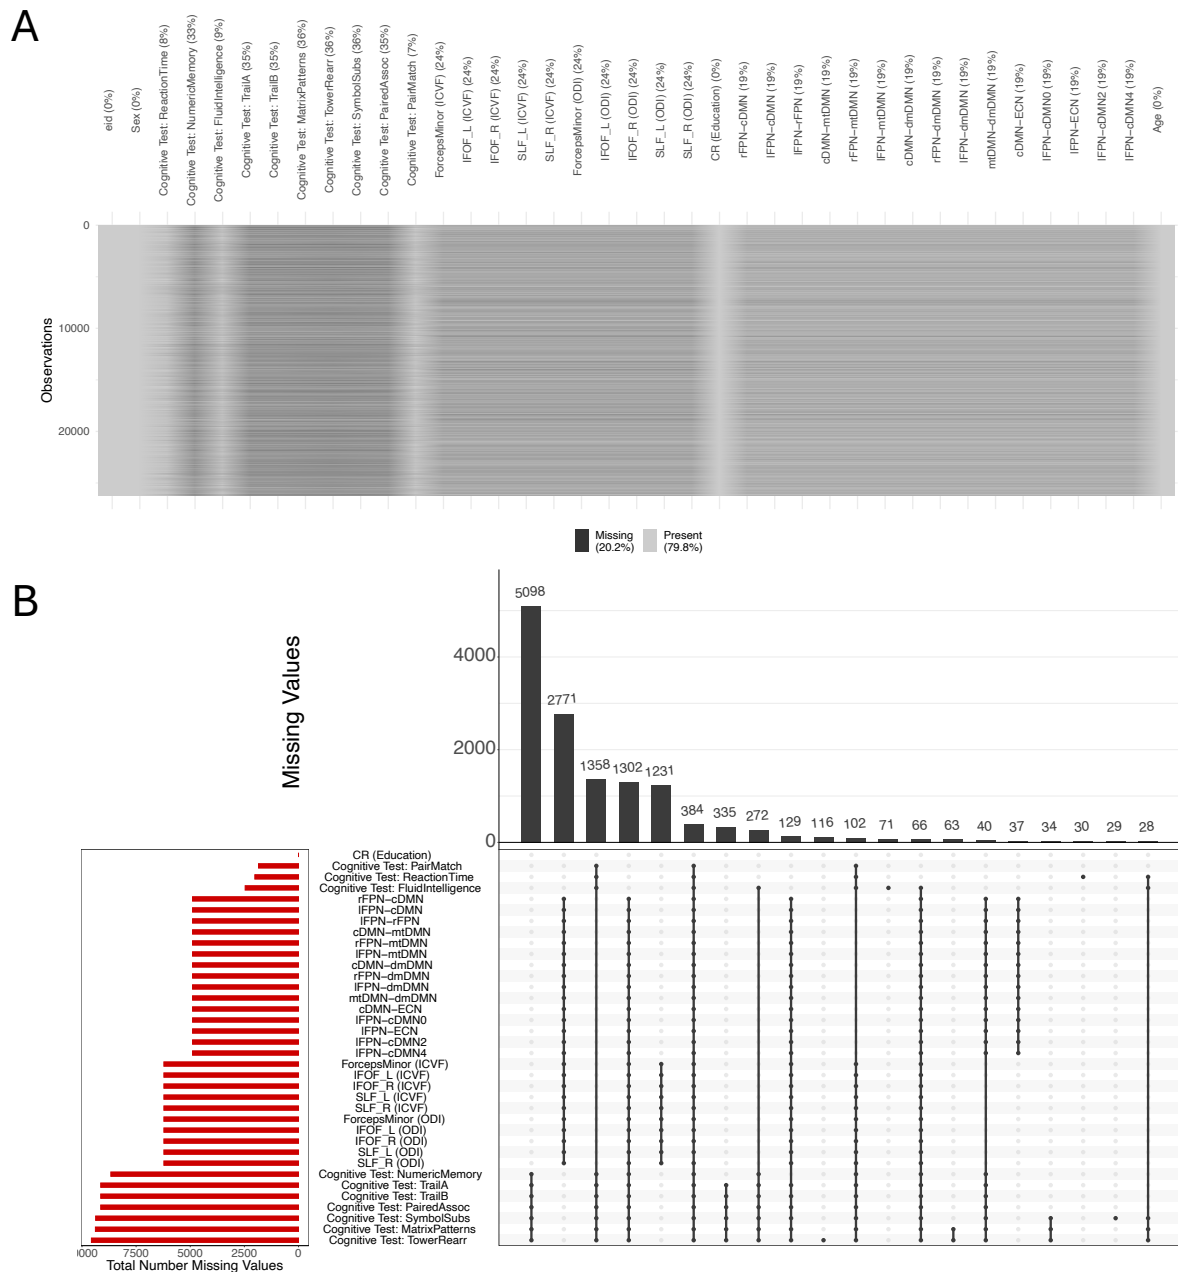 A
eid (0%)
Sex (0%)
Cognitive Test: ReactionTime (8%)
Cognitive Test: NumericMemory (33%)
Cognitive Test: FluidIntelligence (9%)
Cognitive Test: TrailA (35%)
Cognitive Test: TrailB (35%)
Cognitive Test: MatrixPatterns (36%)
Cognitive Test: TowerRearr (36%)
Cognitive Test: SymbolSubs (36%)
Cognitive Test: PairedAssoc (35%)
Cognitive Test: PairMatch (7%)
ForcepsMinor (ICVF) (24%)
IFOF_L (ICVF) (24%)
IFOF_R (ICVF) (24%)
SLF_L (ICVF) (24%)
SLF_R (ICVF) (24%)
ForcepsMinor (ODI) (24%)
IFOF_L (ODI) (24%)
IFOF_R (ODI) (24%)
SLF_L (ODI) (24%)
SLF_R (ODI) (24%)
CR (Education) (0%)
rFPN−cDMN (19%)
lFPN−cDMN (19%)
lFPN−rFPN (19%)
cDMN−mtDMN (19%)
rFPN−mtDMN (19%)
lFPN−mtDMN (19%)
cDMN−dmDMN (19%)
rFPN−dmDMN (19%)
lFPN−dmDMN (19%)
mtDMN−dmDMN (19%)
cDMN−ECN (19%)
lFPN−cDMN0 (19%)
lFPN−ECN (19%)
lFPN−cDMN2 (19%)
lFPN−cDMN4 (19%)
Age (0%)
0
10000
20000
Observations
Missing
(20.2%)
Present
(79.8%)
B
Missing Values
4000
2000
0
5098
2771
1358
1302
1231
384
335
272
129
116
102
71
66
63
40
37
34
30
29
28
CR (Education)
Cognitive Test: PairMatch
Cognitive Test: ReactionTime
Cognitive Test: FluidIntelligence
rFPN−cDMN
lFPN−cDMN
lFPN−rFPN
cDMN−mtDMN
rFPN−mtDMN
lFPN−mtDMN
cDMN−dmDMN
rFPN−dmDMN
lFPN−dmDMN
mtDMN−dmDMN
cDMN−ECN
lFPN−cDMN0
lFPN−ECN
lFPN−cDMN2
lFPN−cDMN4
ForcepsMinor (ICVF)
IFOF_L (ICVF)
IFOF_R (ICVF)
SLF_L (ICVF)
SLF_R (ICVF)
ForcepsMinor (ODI)
IFOF_L (ODI)
IFOF_R (ODI)
SLF_L (ODI)
SLF_R (ODI)
Cognitive Test: NumericMemory
Cognitive Test: TrailA
Cognitive Test: TrailB
Cognitive Test: PairedAssoc
Cognitive Test: SymbolSubs
Cognitive Test: MatrixPatterns
Cognitive Test: TowerRearr
7500
5000
2500
0
Total Number Missing Values